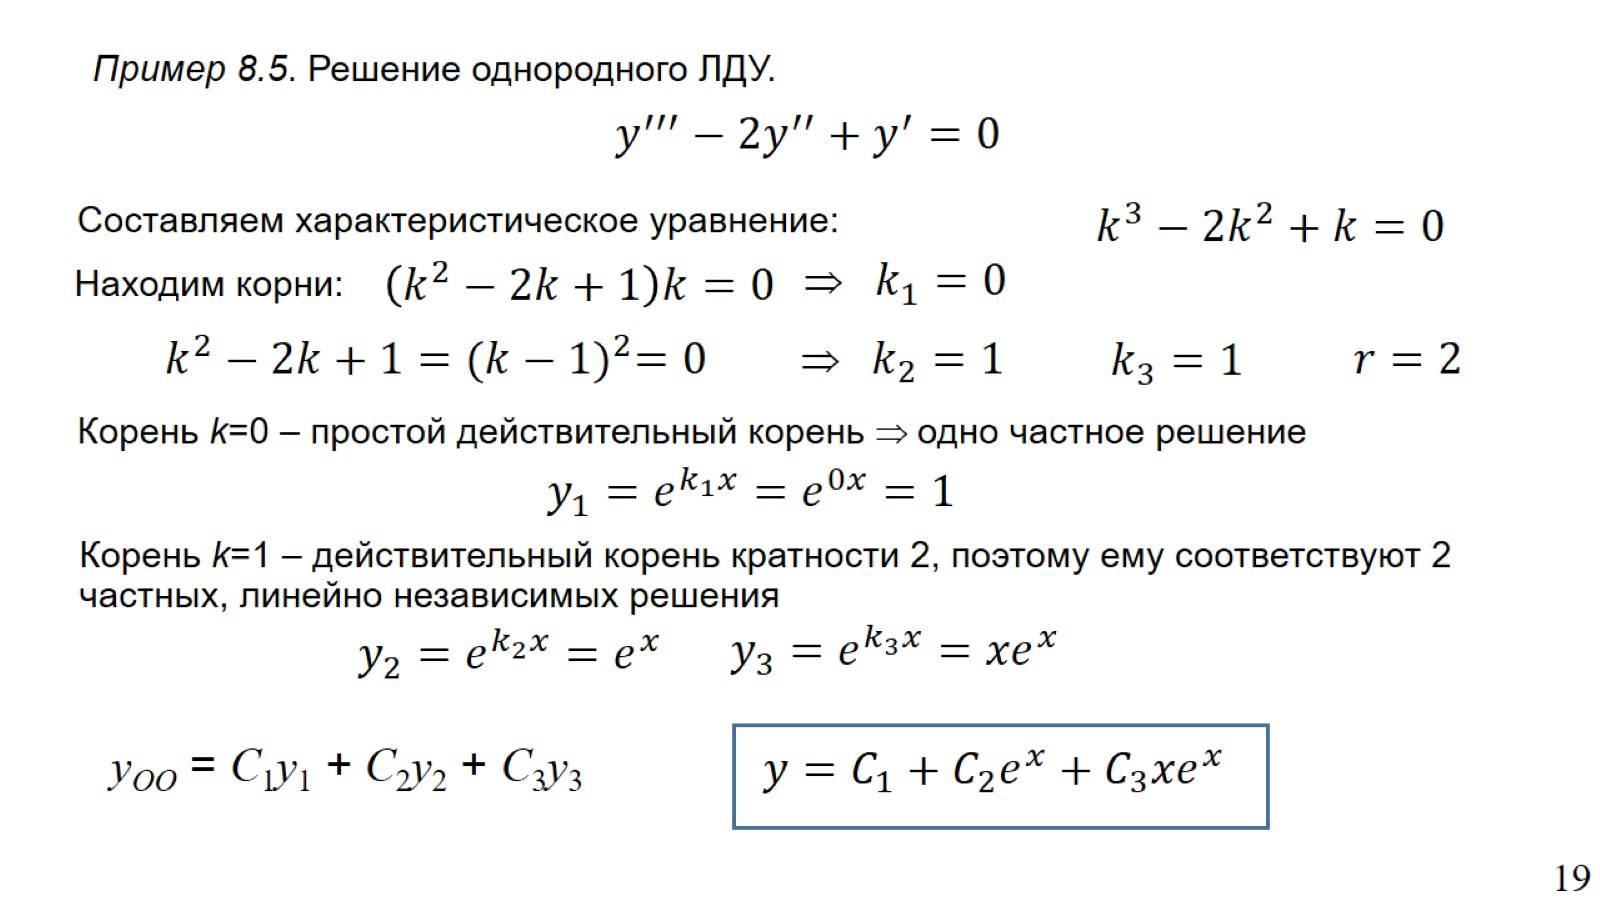 Пример 8.5. Решение однородного ЛДУ.
y′′′ − 2y′′ + y′ = 0
Составляем характеристическое уравнение: k³ − 2k² + k = 0
Находим корни: (k² − 2k + 1)k = 0 ⇒ k₁ = 0
k² − 2k + 1 = (k − 1)²= 0 ⇒ k₂ = 1 k₃ = 1 r = 2
Корень k=0 – простой действительный корень ⇒ одно частное решение
y₁ = e^{k₁x} = e^{0x} = 1
Корень k=1 – действительный корень кратности 2, поэтому ему соответствуют 2
частных, линейно независимых решения
y₂ = e^{k₂x} = e^x y₃ = e^{k₃x} = xe^x
y_{OO} = C₁y₁ + C₂y₂ + C₃y₃ y = C₁ + C₂e^x + C₃xe^x
19